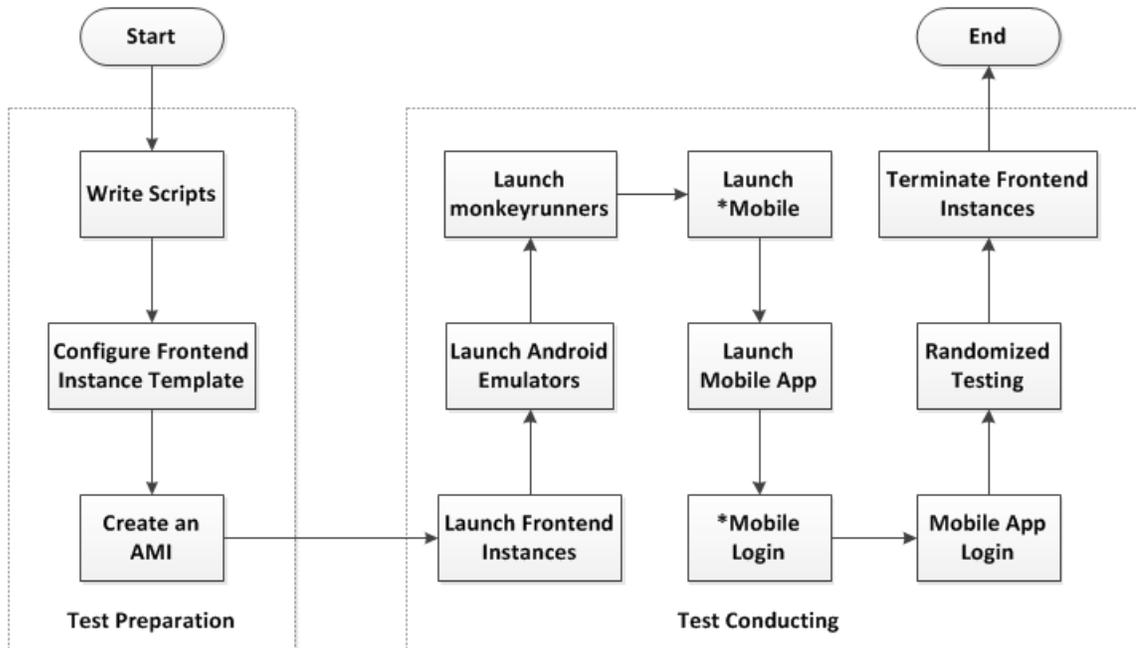 Start
Write Scripts
Configure Frontend
Instance Template
Create an
AMI
Test Preparation
Launch Frontend
Instances
Launch Android
Emulators
Launch
monkeyrunners
Launch
*Mobile
Launch
Mobile App
*Mobile
Login
Mobile App
Login
Randomized
Testing
Terminate Frontend
Instances
End
Test Conducting